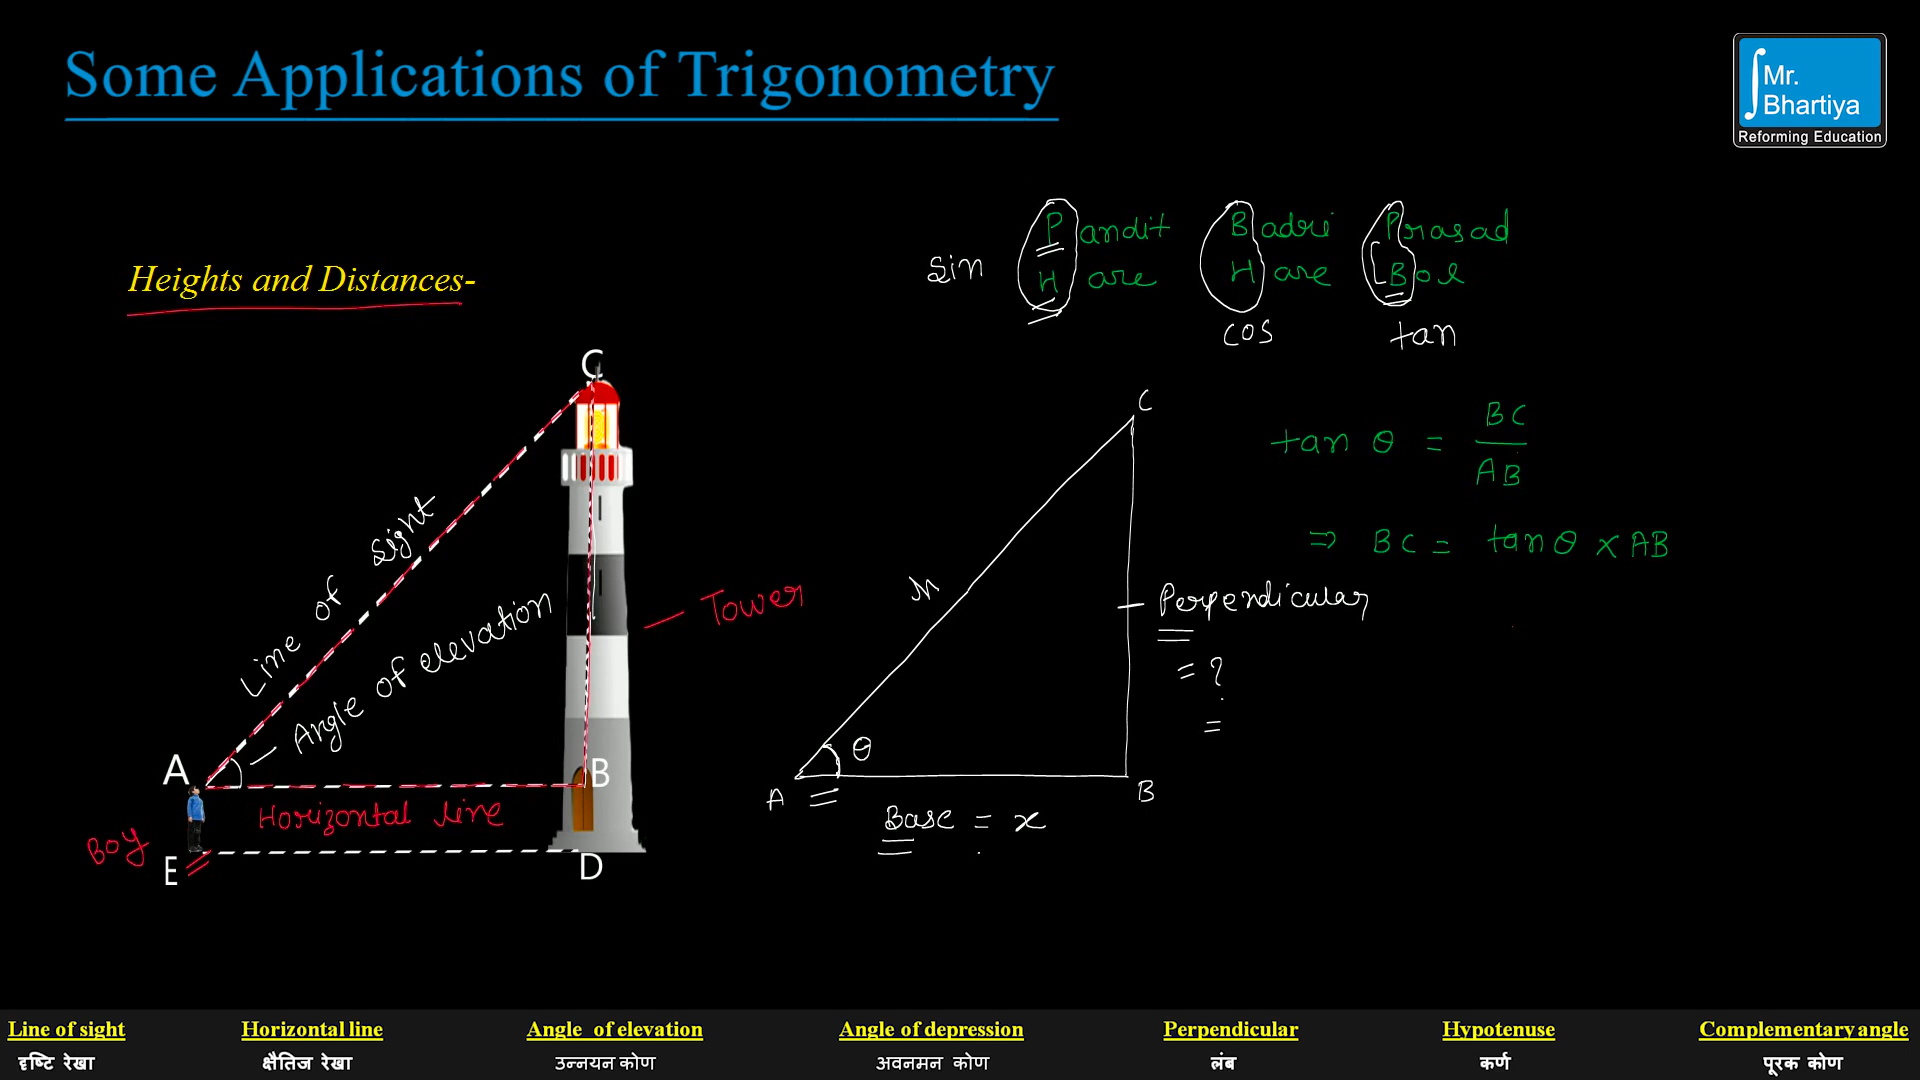 Some Applications of Trigonometry
Mr.
Bhartiya
Reforming Education
Heights and Distances-
sin
Pandit Badri Prasad
Hare Hare Bol
cos tan
C
Line of sight
Angle of elevation
Tower
A
B
Horizontal line
Boy
E
D
C
A
B
θ
Perpendicular
= ?
=
Base = x
tan θ = BC
AB
⇒ BC = tan θ × AB
Line of sight Horizontal line Angle of elevation Angle of depression Perpendicular Hypotenuse Complementary angle
दृष्टि रेखा क्षैतिज रेखा उन्नयन कोण अवनमन कोण लंब कर्ण पूरक कोण